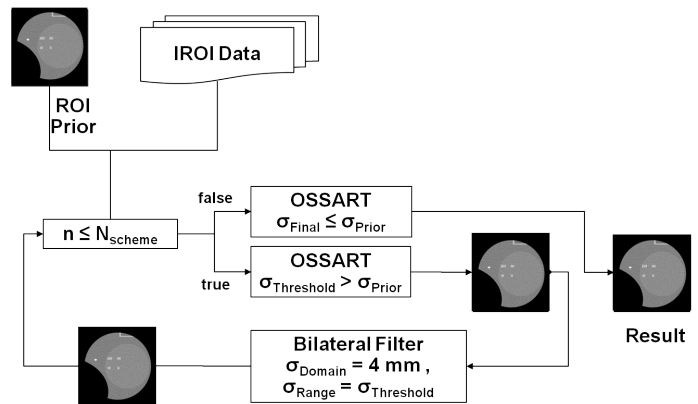 ROI
Prior
IROI Data
n ≤ N_scheme
false
true
OSSART
σ_Final ≤ σ_Prior
OSSART
σ_Threshold > σ_Prior
Result
Bilateral Filter
σ_Domain = 4 mm ,
σ_Range = σ_Threshold